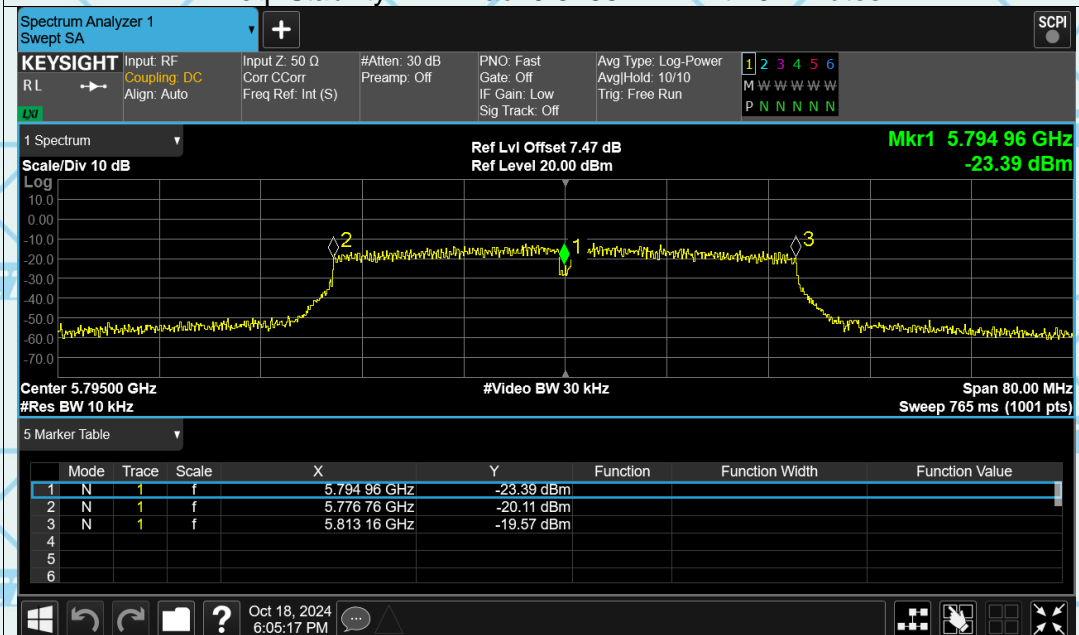 Spectrum Analyzer 1
Swept SA
+
SCPI
KEYSIGHT Input: RF Input Z: 50 Ω #Atten: 30 dB PNO: Fast Avg Type: Log-Power 1 2 3 4 5 6
RL Coupling: DC Corr CCorr Preamp: Off Gate: Off Avg|Hold: 10/10 M W W W W W
Align: Auto Freq Ref: Int (S) IF Gain: Low Trig: Free Run
LXI Sig Track: Off P N N N N N
1 Spectrum Ref Lvl Offset 7.47 dB Mkr1 5.794 96 GHz
Scale/Div 10 dB Ref Level 20.00 dBm -23.39 dBm
Log
10.0
0.00
-10.0 2 1 3
-20.0
-30.0
-40.0
-50.0
-60.0
-70.0
Center 5.79500 GHz #Video BW 30 kHz Span 80.00 MHz
#Res BW 10 kHz Sweep 765 ms (1001 pts)
5 Marker Table
Mode Trace Scale X Y Function Function Width Function Value
1 N 1 f 5.794 96 GHz -23.39 dBm
2 N 1 f 5.776 76 GHz -20.11 dBm
3 N 1 f 5.813 16 GHz -19.57 dBm
4
5
6
? Oct 18, 2024
6:05:17 PM